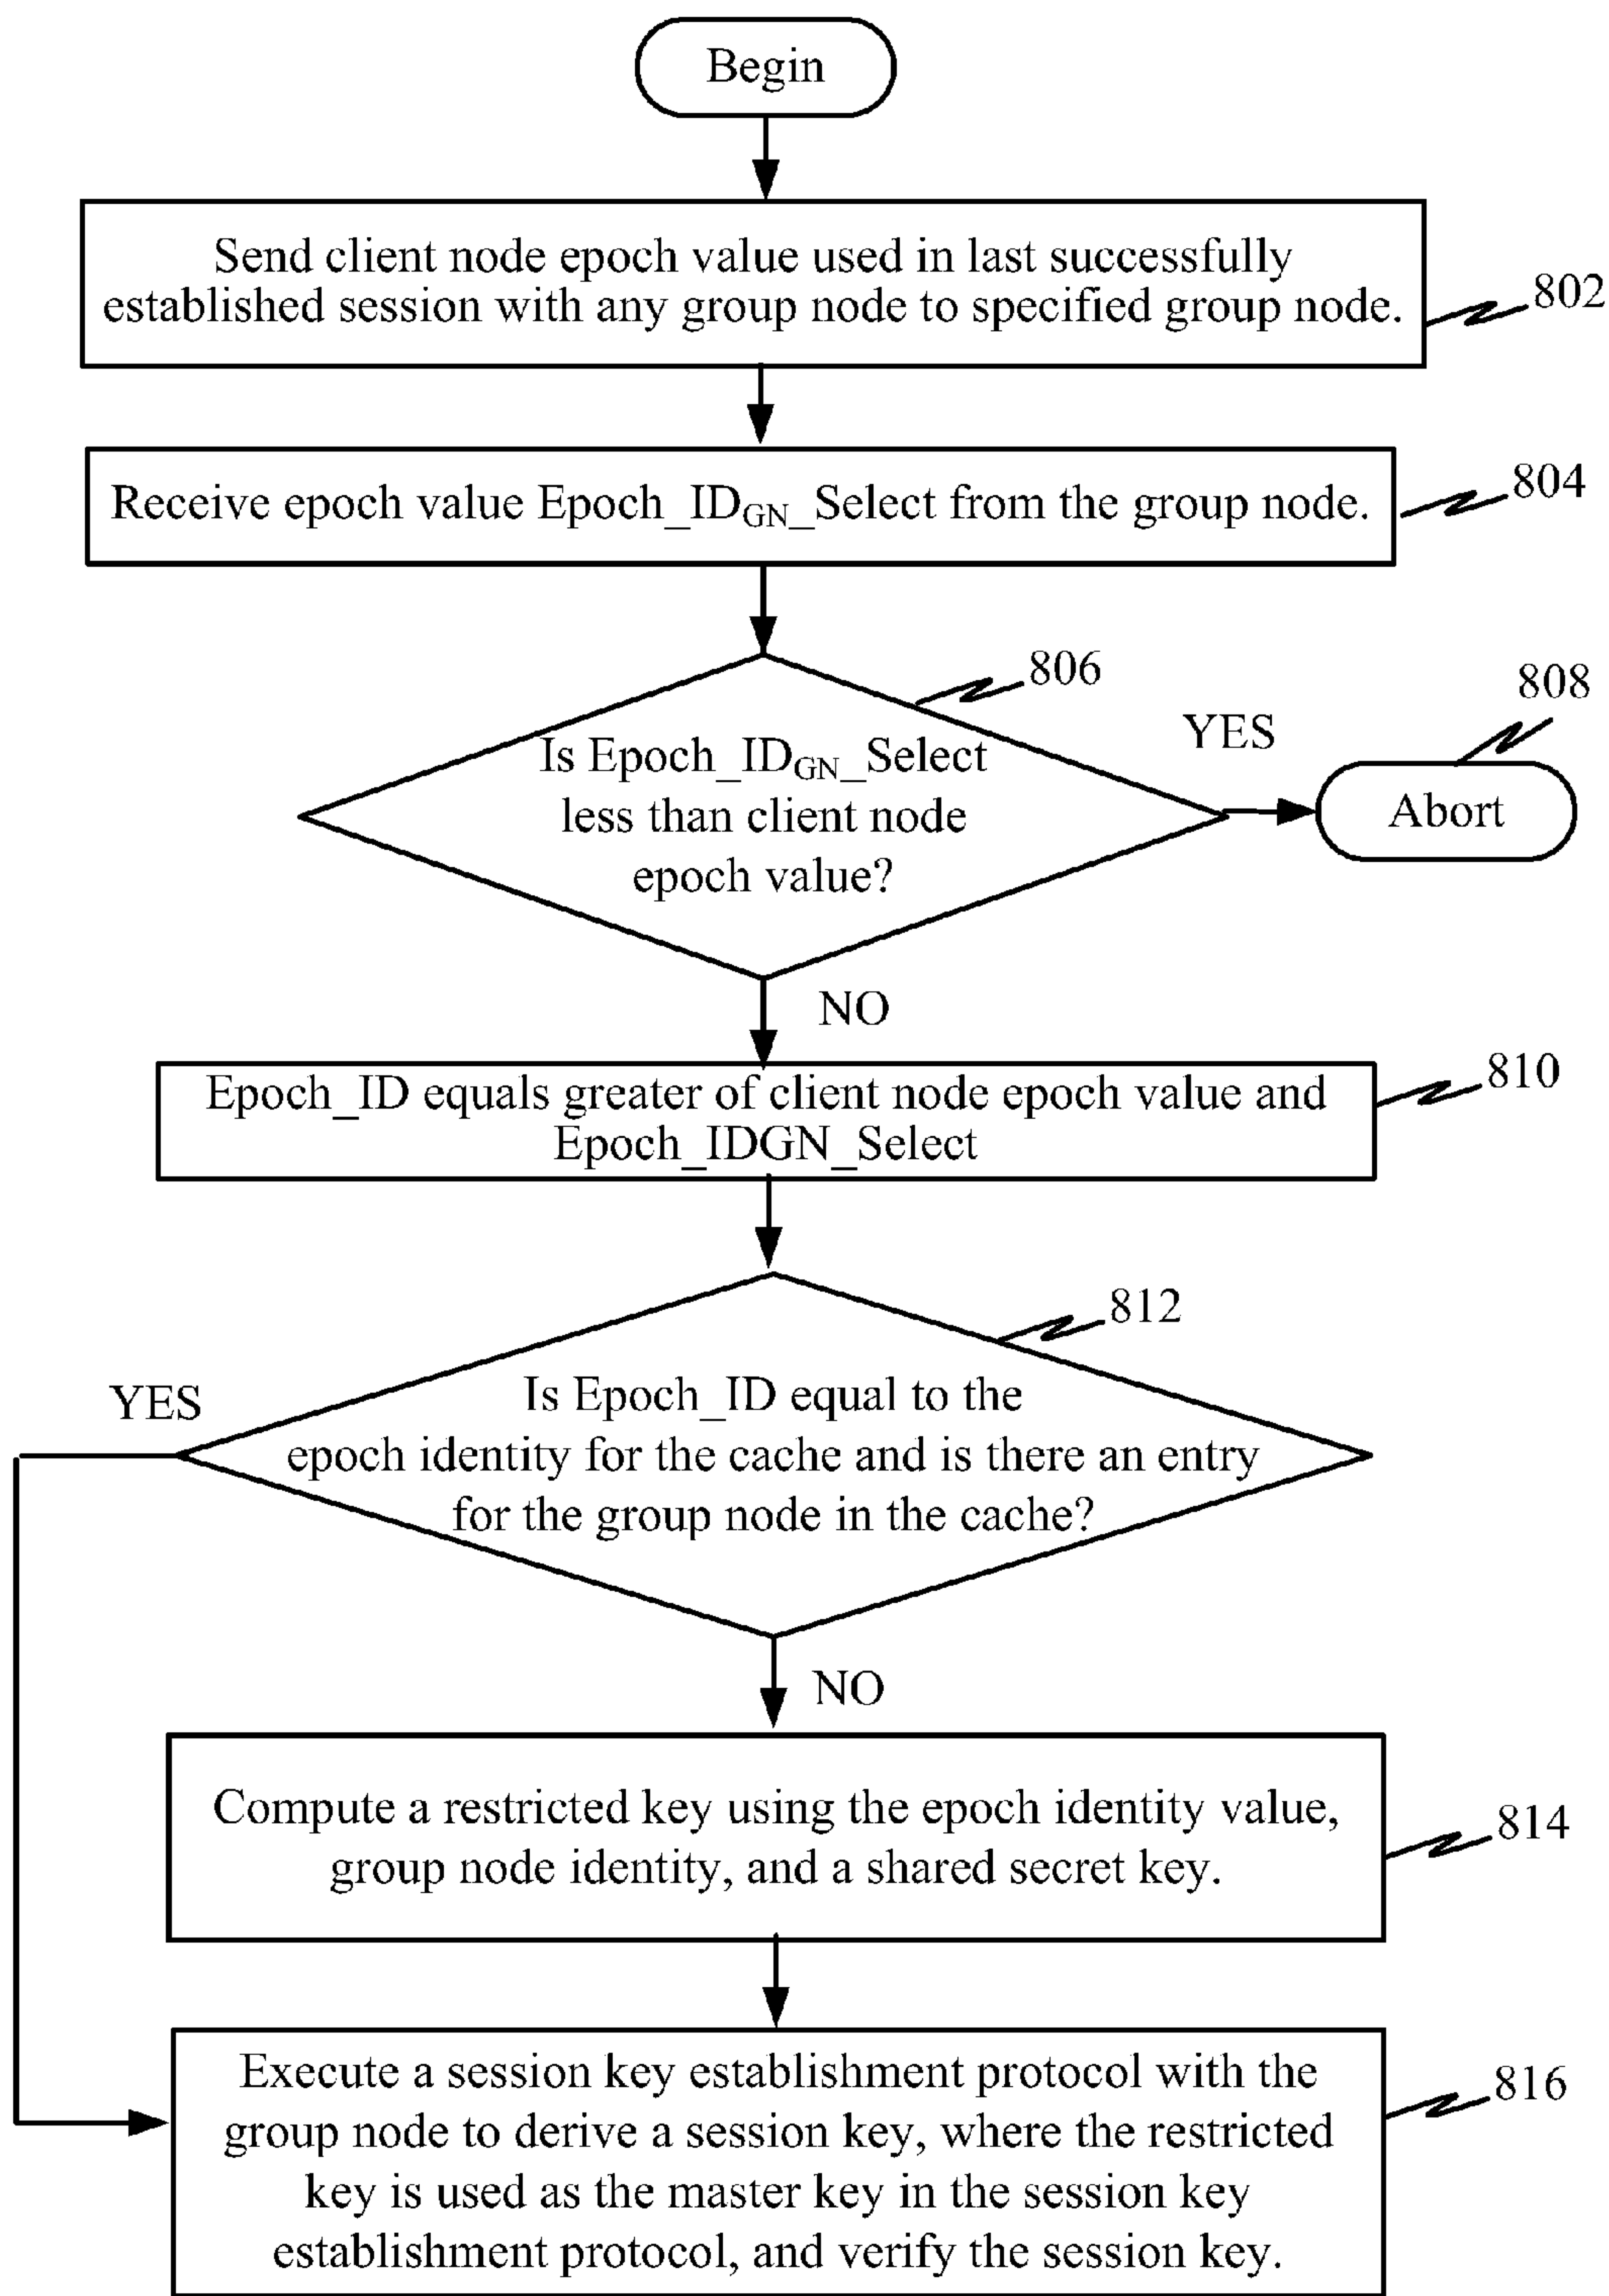 Begin
Send client node epoch value used in last successfully
established session with any group node to specified group node.
802
Receive epoch value Epoch_IDGN_Select from the group node.
804
806
Is Epoch_IDGN_Select
less than client node
epoch value?
YES
808
Abort
NO
Epoch_ID equals greater of client node epoch value and
Epoch_IDGN_Select
810
812
Is Epoch_ID equal to the
epoch identity for the cache and is there an entry
for the group node in the cache?
YES
NO
Compute a restricted key using the epoch identity value,
group node identity, and a shared secret key.
814
Execute a session key establishment protocol with the
group node to derive a session key, where the restricted
key is used as the master key in the session key
establishment protocol, and verify the session key.
816